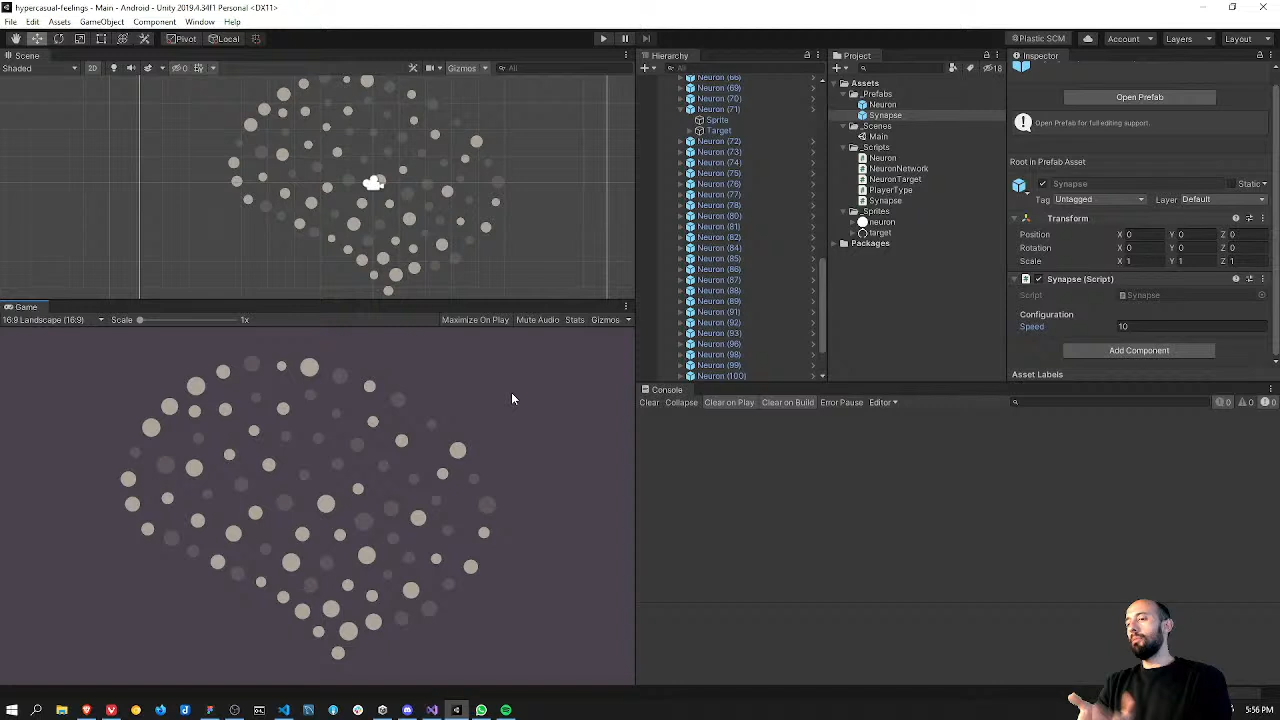 hypercasual-feelings - Main - Android - Unity 2019.4.34f1 Personal <DX11>
File Edit Assets GameObject Component Window Help
Pivot Local Plastic SCM Account Layers Layout
Scene
Shaded 2D 0 Gizmos All
Game
16:9 Landscape (16:9) Scale 1x Maximize On Play Mute Audio Stats Gizmos
Hierarchy
All
Neuron (66)
Neuron (69)
Neuron (70)
Neuron (71)
Sprite
Target
Neuron (72)
Neuron (73)
Neuron (74)
Neuron (75)
Neuron (76)
Neuron (77)
Neuron (78)
Neuron (80)
Neuron (81)
Neuron (82)
Neuron (84)
Neuron (85)
Neuron (86)
Neuron (87)
Neuron (88)
Neuron (89)
Neuron (91)
Neuron (92)
Neuron (93)
Neuron (96)
Neuron (98)
Neuron (99)
Neuron (100)
Project
18
Assets
_Prefabs
Neuron
Synapse
_Scenes
Main
_Scripts
Neuron
NeuronNetwork
NeuronTarget
PlayerType
Synapse
_Sprites
neuron
target
Packages
Inspector
Open Prefab
Open Prefab for full editing support.
Root in Prefab Asset
Synapse Static
Tag Untagged Layer Default
Transform
Position X 0 Y 0 Z 0
Rotation X 0 Y 0 Z 0
Scale X 1 Y 1 Z 1
Synapse (Script)
Script Synapse
Configuration
Speed 10
Add Component
Asset Labels
Console
Clear Collapse Clear on Play Clear on Build Error Pause Editor 0 0 0
5:56 PM